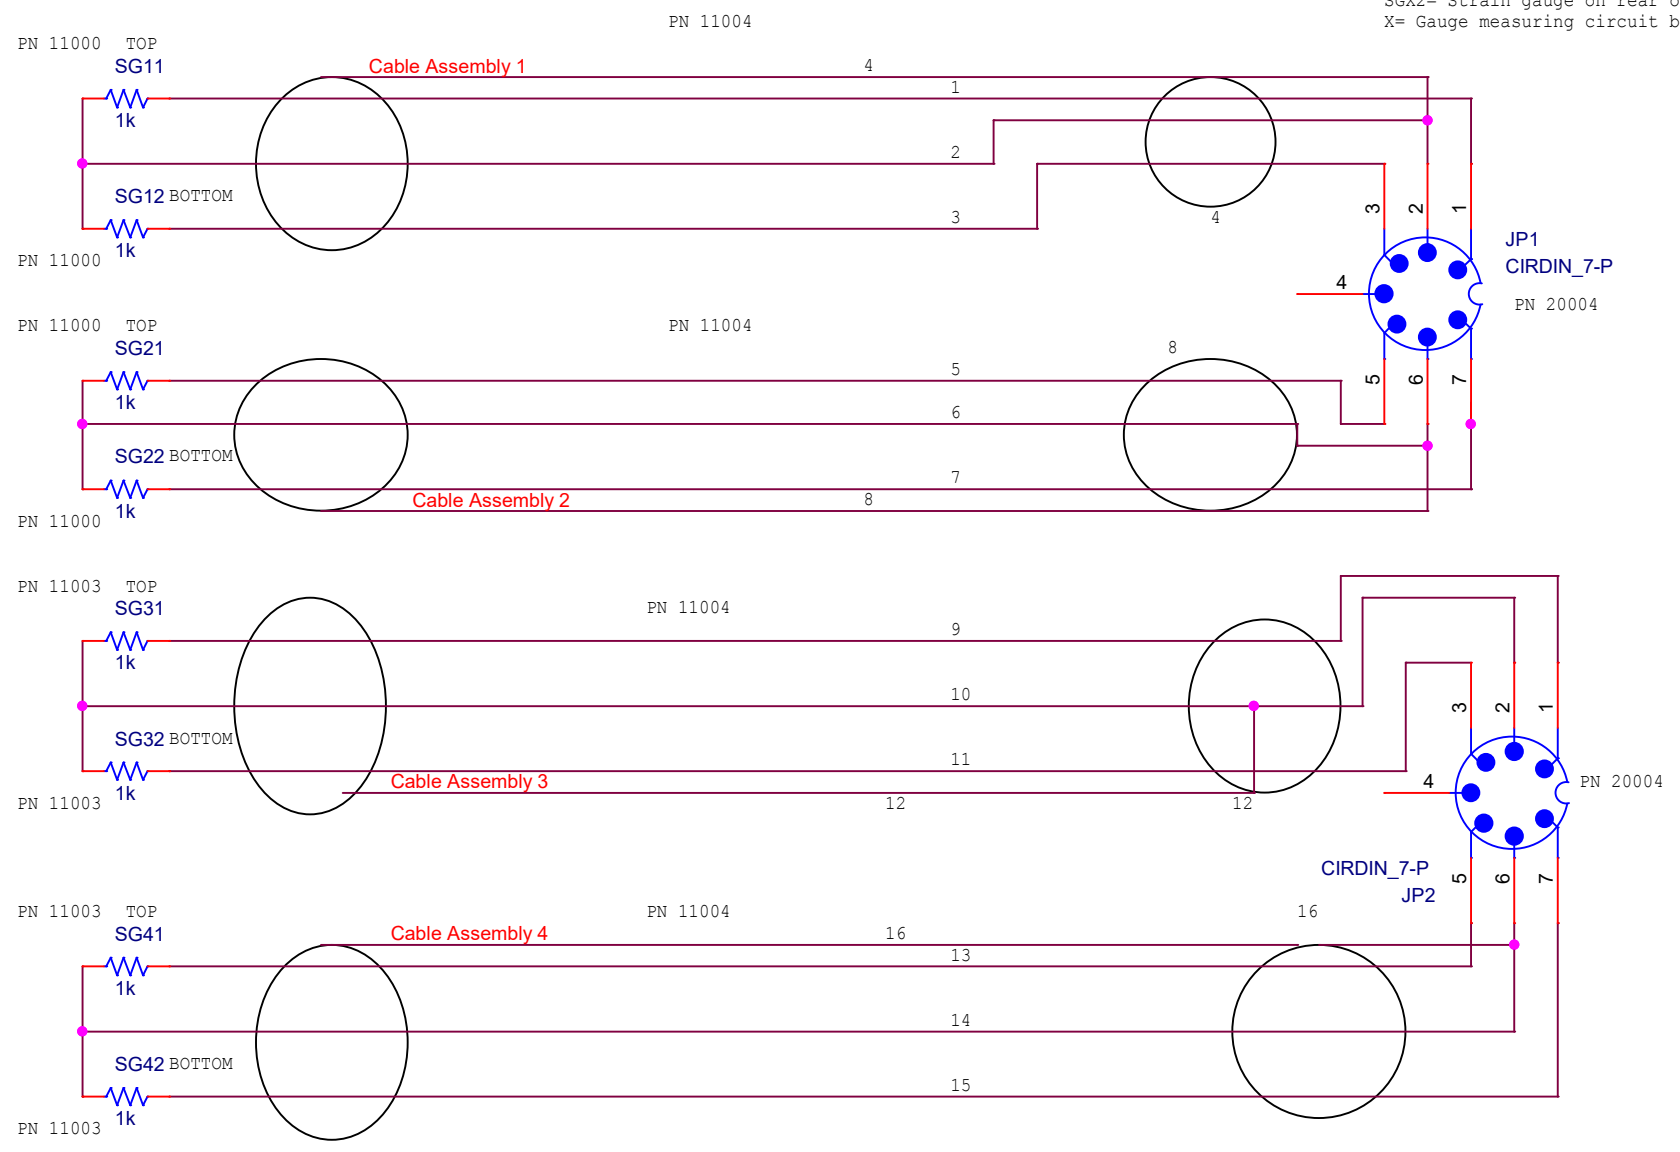 SGX2= Strain gauge on rear o
PN 11004
X= Gauge measuring circuit b
PN 11000 TOP
SG11
Cable Assembly 1
4
1
1k
2
SG12 BOTTOM
3
4
1k
PN 11000
3
2
1
JP1
CIRDIN_7-P
4
PN 20004
PN 11000 TOP
PN 11004
SG21
8
5
1k
5
6
7
6
SG22 BOTTOM
7
Cable Assembly 2
8
1k
PN 11000
PN 11003 TOP
SG31
PN 11004
9
1k
10
3
2
1
SG32 BOTTOM
11
Cable Assembly 3
4
PN 20004
1k
PN 11003
12
12
CIRDIN_7-P
JP2
5
6
7
PN 11003 TOP
PN 11004
16
SG41
Cable Assembly 4
16
13
1k
14
SG42 BOTTOM
15
1k
PN 11003